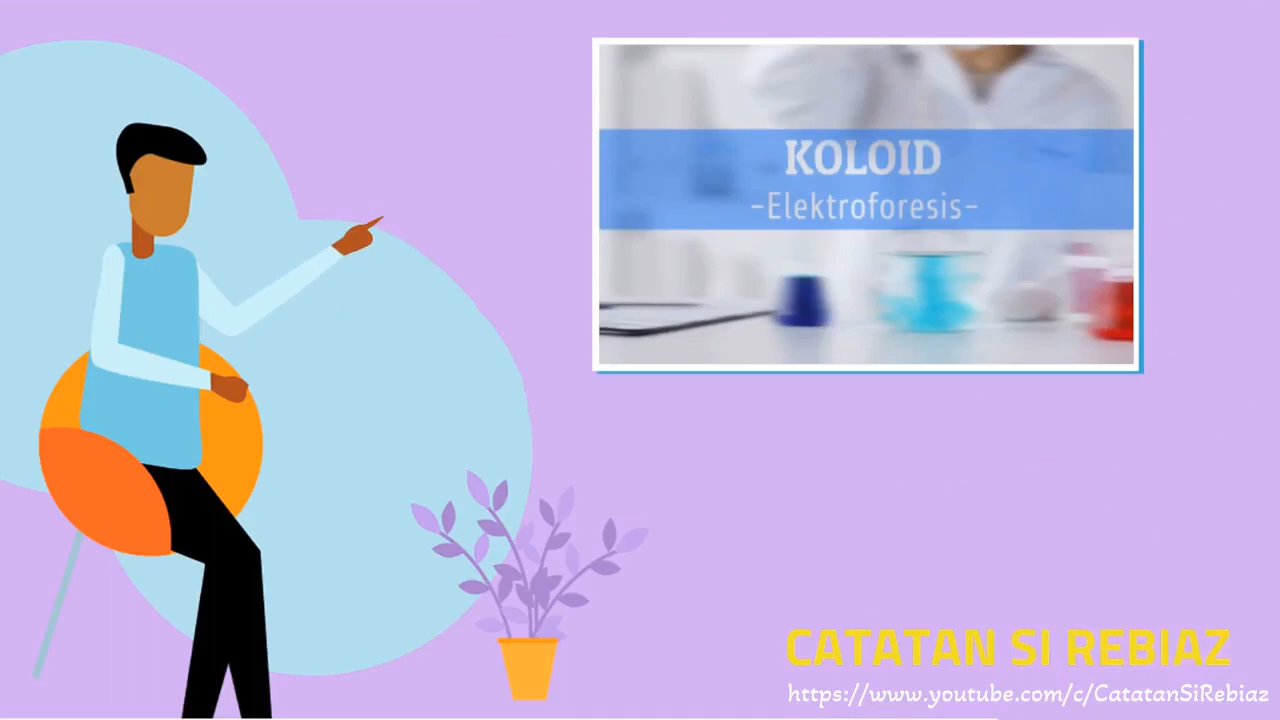 KOLOID
-Elektroforesis-
CATATAN SI REBIAZ
https://www.youtube.com/c/CatatanSiRebiaz